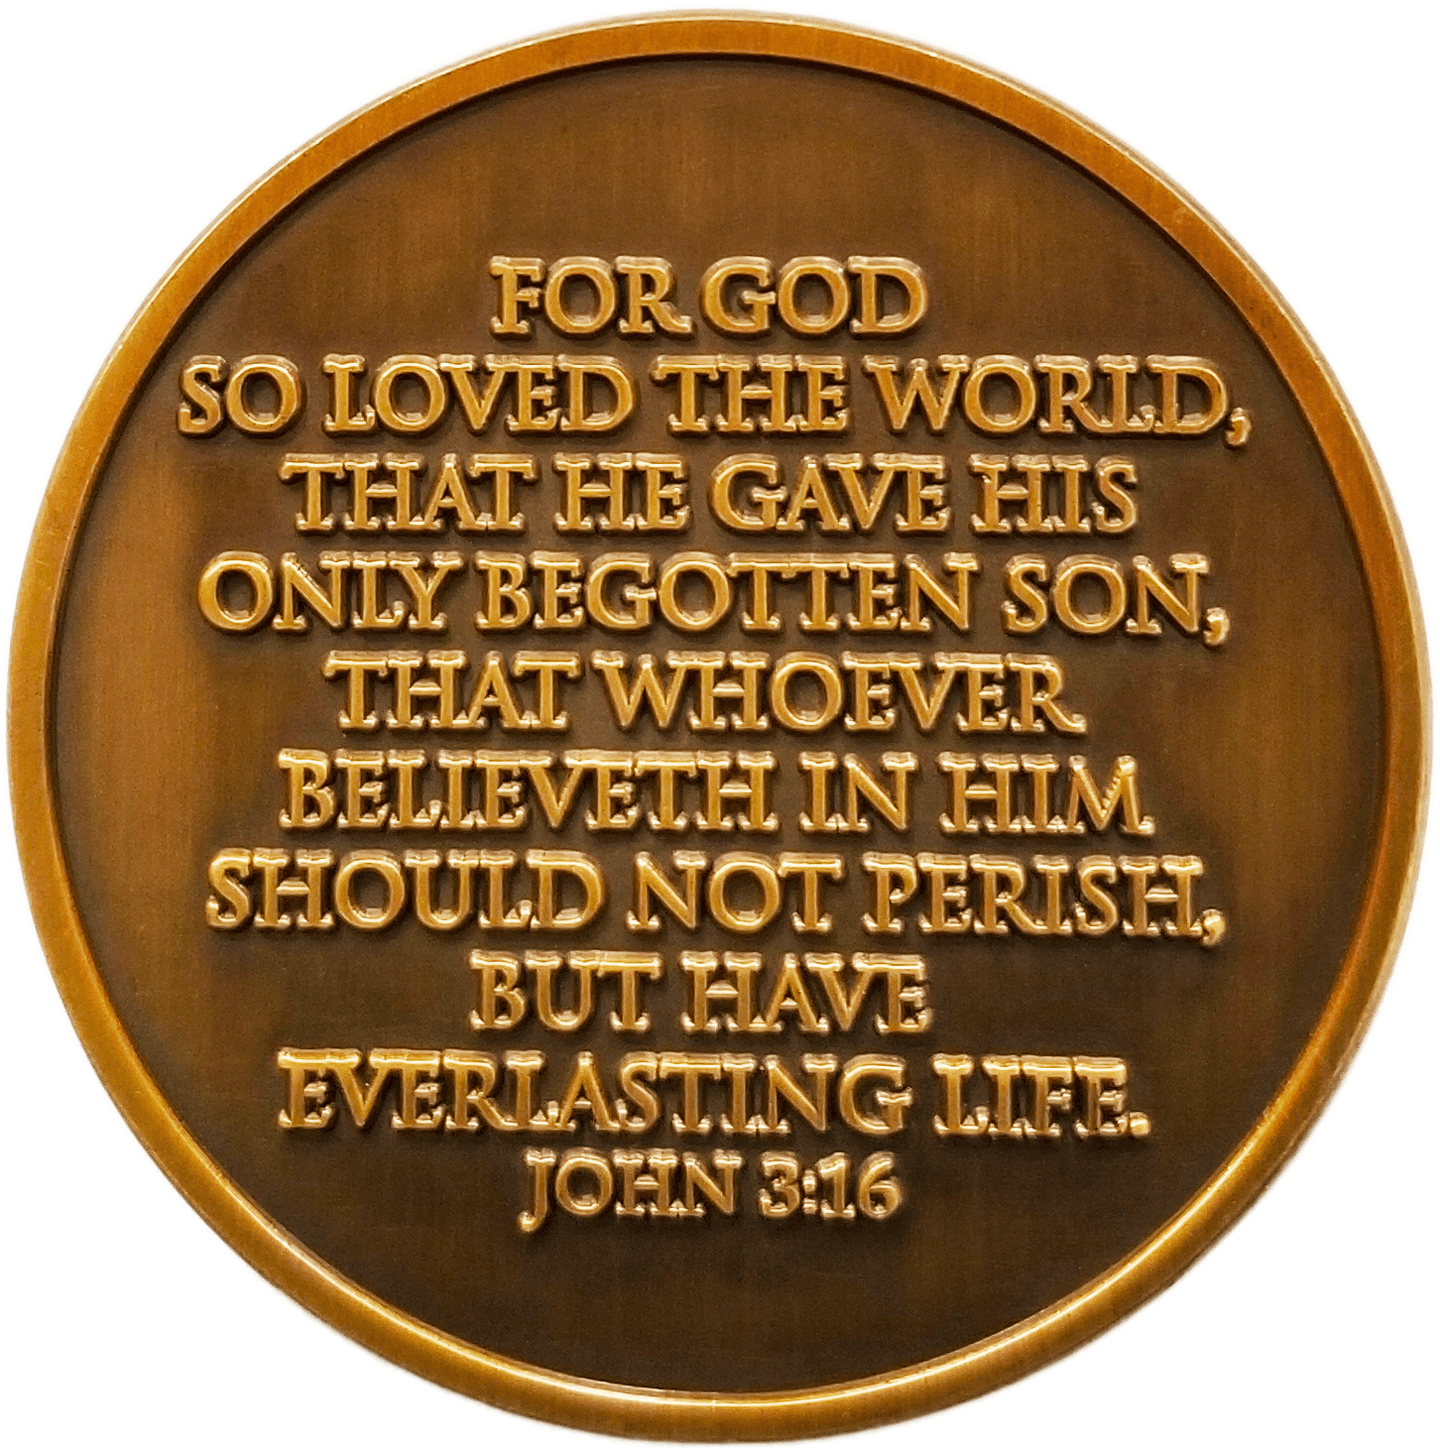 FOR GOD
SO LOVED THE WORLD,
THAT HE GAVE HIS
ONLY BEGOTTEN SON,
THAT WHOEVER
BELIEVETH IN HIM
SHOULD NOT PERISH,
BUT HAVE
EVERLASTING LIFE.
JOHN 3:16